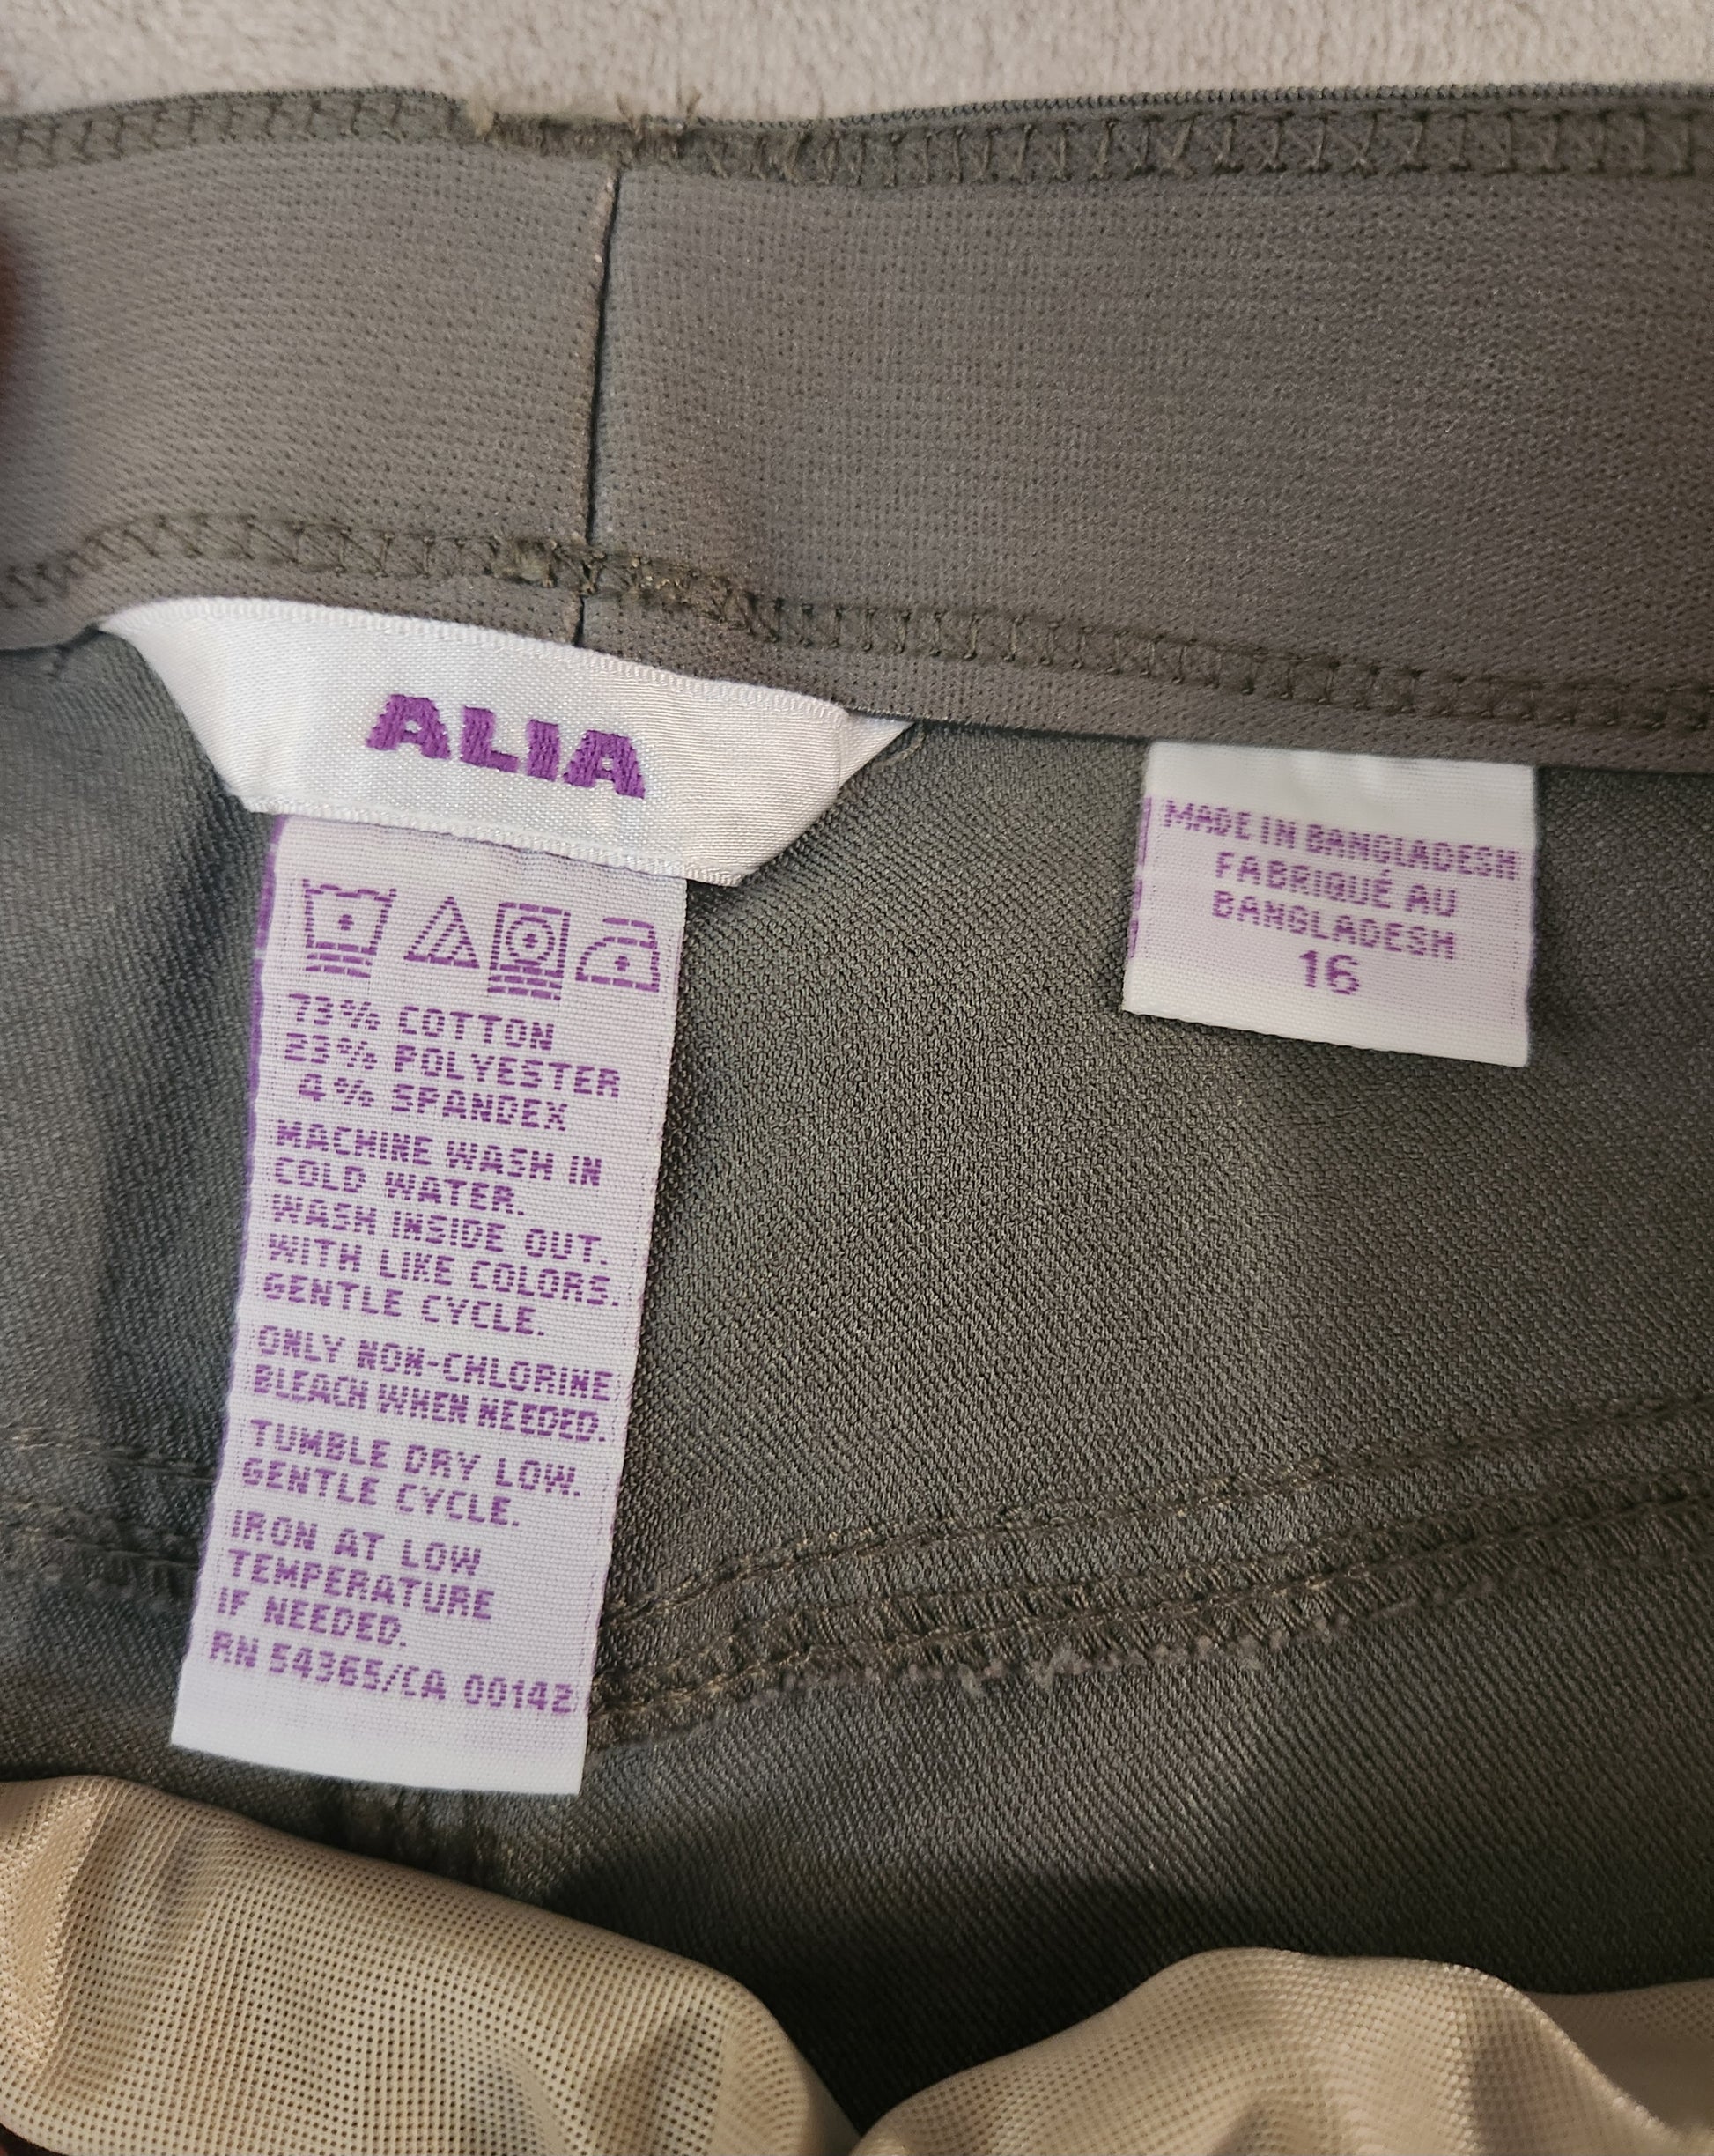 ALIA
73% COTTON
23% POLYESTER
4% SPANDEX
MACHINE WASH IN
COLD WATER.
WASH INSIDE OUT.
WITH LIKE COLORS.
GENTLE CYCLE.
ONLY NON-CHLORINE
BLEACH WHEN NEEDED.
TUMBLE DRY LOW.
GENTLE CYCLE.
IRON AT LOW
TEMPERATURE
IF NEEDED.
RN 54365/CA 00142
MADE IN BANGLADESH
FABRIQUÉ AU
BANGLADESH
16